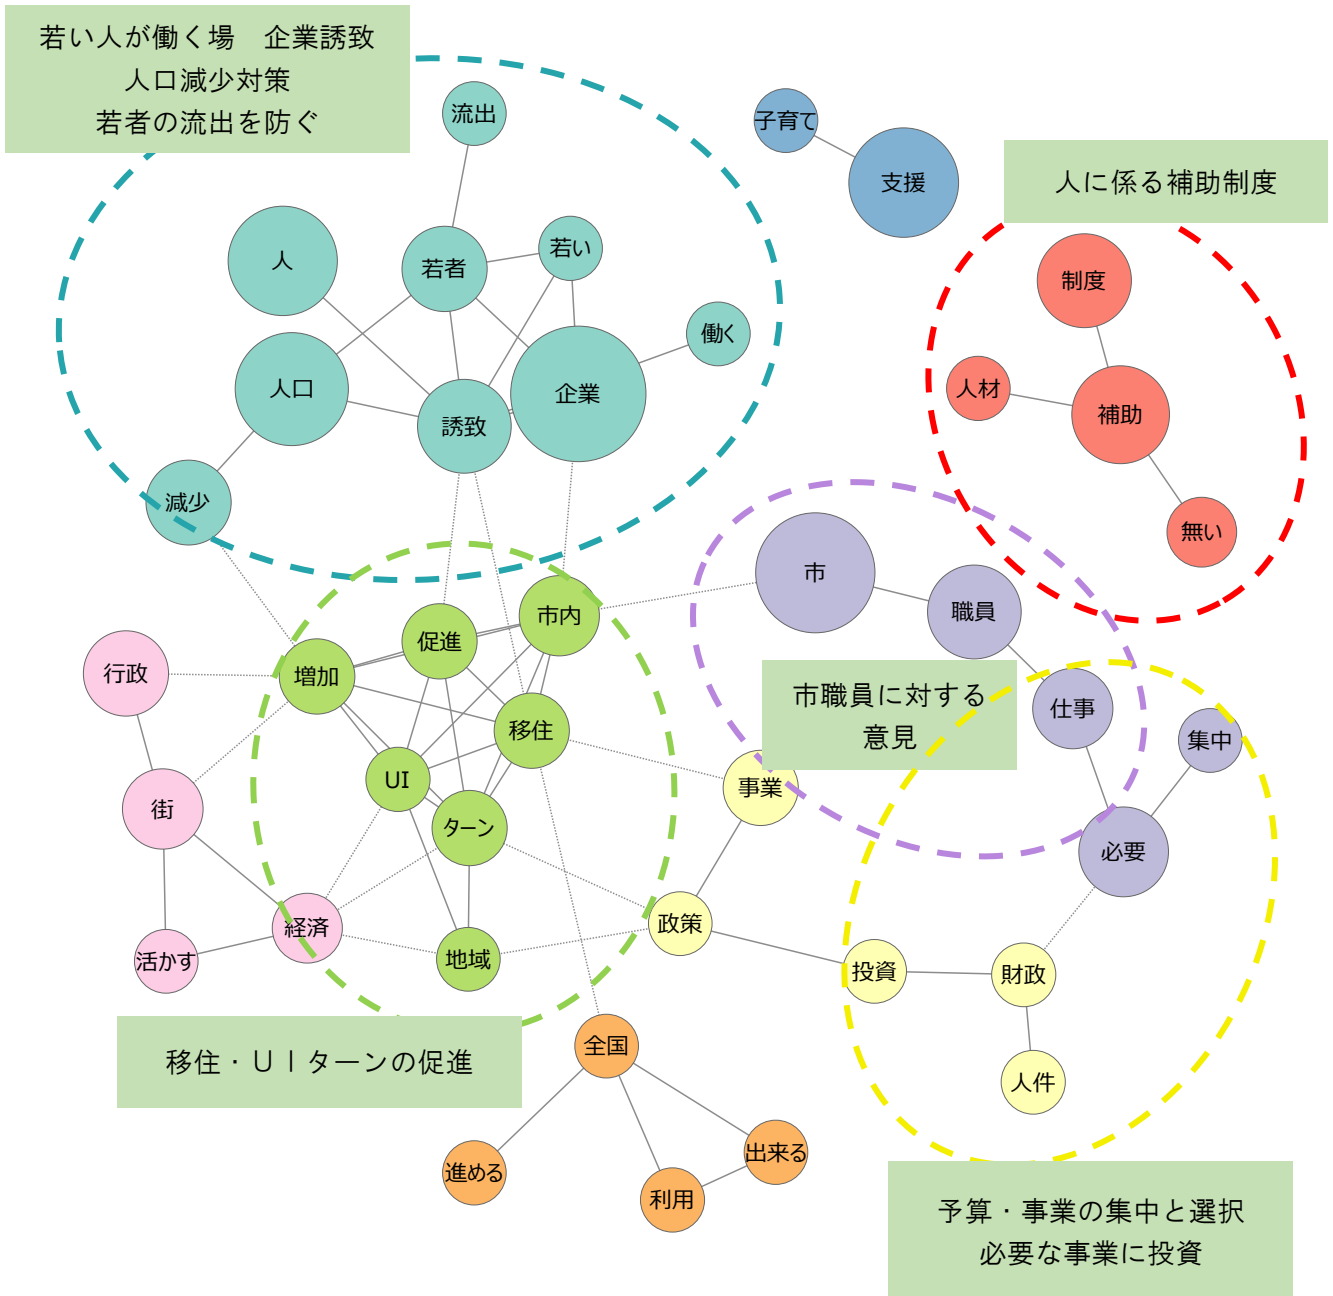 若い人が働く場　企業誘致
人口減少対策
若者の流出を防ぐ
流出
子育て
支援
人に係る補助制度
人
若者
若い
制度
働く
人口
企業
人材
補助
誘致
減少
無い
市
職員
市内
促進
行政
増加
市職員に対する
意見
仕事
移住
集中
UI
事業
街
ターン
必要
政策
経済
地域
活かす
投資
財政
移住・ＵＩターンの促進
全国
人件
進める
出来る
利用
予算・事業の集中と選択
必要な事業に投資